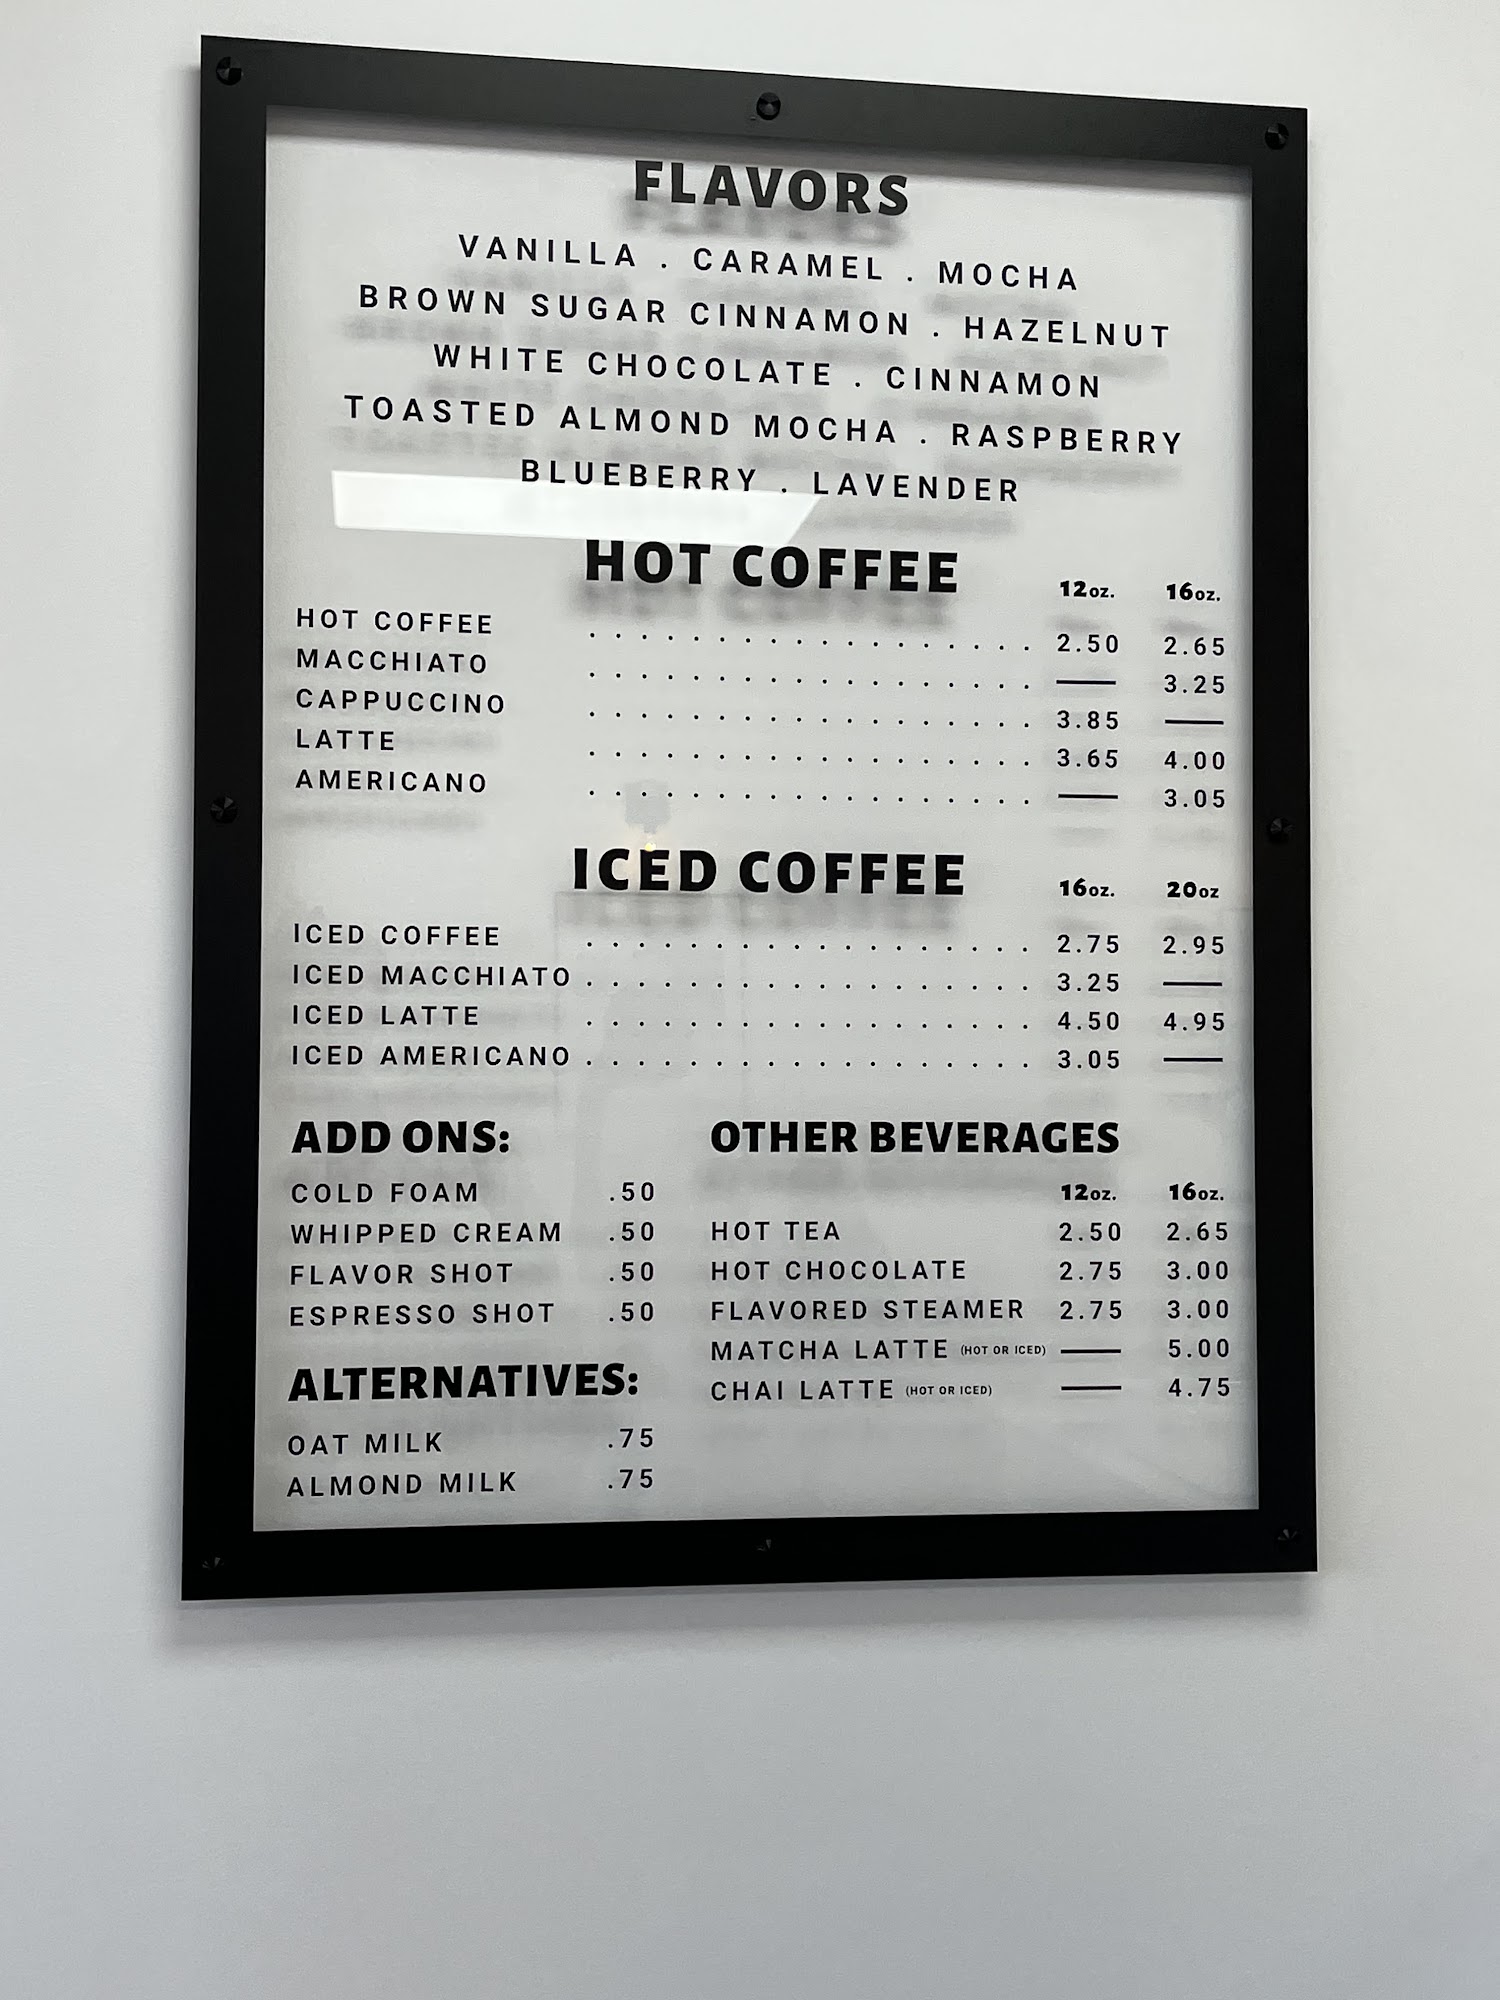 FLAVORS
VANILLA . CARAMEL . MOCHA
BROWN SUGAR CINNAMON . HAZELNUT
WHITE CHOCOLATE . CINNAMON
TOASTED ALMOND MOCHA . RASPBERRY
BLUEBERRY . LAVENDER
HOT COFFEE 12oz. 16oz.
HOT COFFEE . . . . . . . . . . . . . . . . . . 2.50 2.65
MACCHIATO . . . . . . . . . . . . . . . . . . —— 3.25
CAPPUCCINO . . . . . . . . . . . . . . . . . . 3.85 ——
LATTE . . . . . . . . . . . . . . . . . . 3.65 4.00
AMERICANO . . . . . . . . . . . . . . . . . . —— 3.05
ICED COFFEE 16oz. 20oz
ICED COFFEE . . . . . . . . . . . . . . . . . . 2.75 2.95
ICED MACCHIATO . . . . . . . . . . . . . . . . . . 3.25 ——
ICED LATTE . . . . . . . . . . . . . . . . . . 4.50 4.95
ICED AMERICANO . . . . . . . . . . . . . . . . . . 3.05 ——
ADD ONS:
COLD FOAM .50
WHIPPED CREAM .50
FLAVOR SHOT .50
ESPRESSO SHOT .50
ALTERNATIVES:
OAT MILK .75
ALMOND MILK .75
OTHER BEVERAGES
12oz. 16oz.
HOT TEA 2.50 2.65
HOT CHOCOLATE 2.75 3.00
FLAVORED STEAMER 2.75 3.00
MATCHA LATTE (HOT OR ICED) —— 5.00
CHAI LATTE (HOT OR ICED) —— 4.75